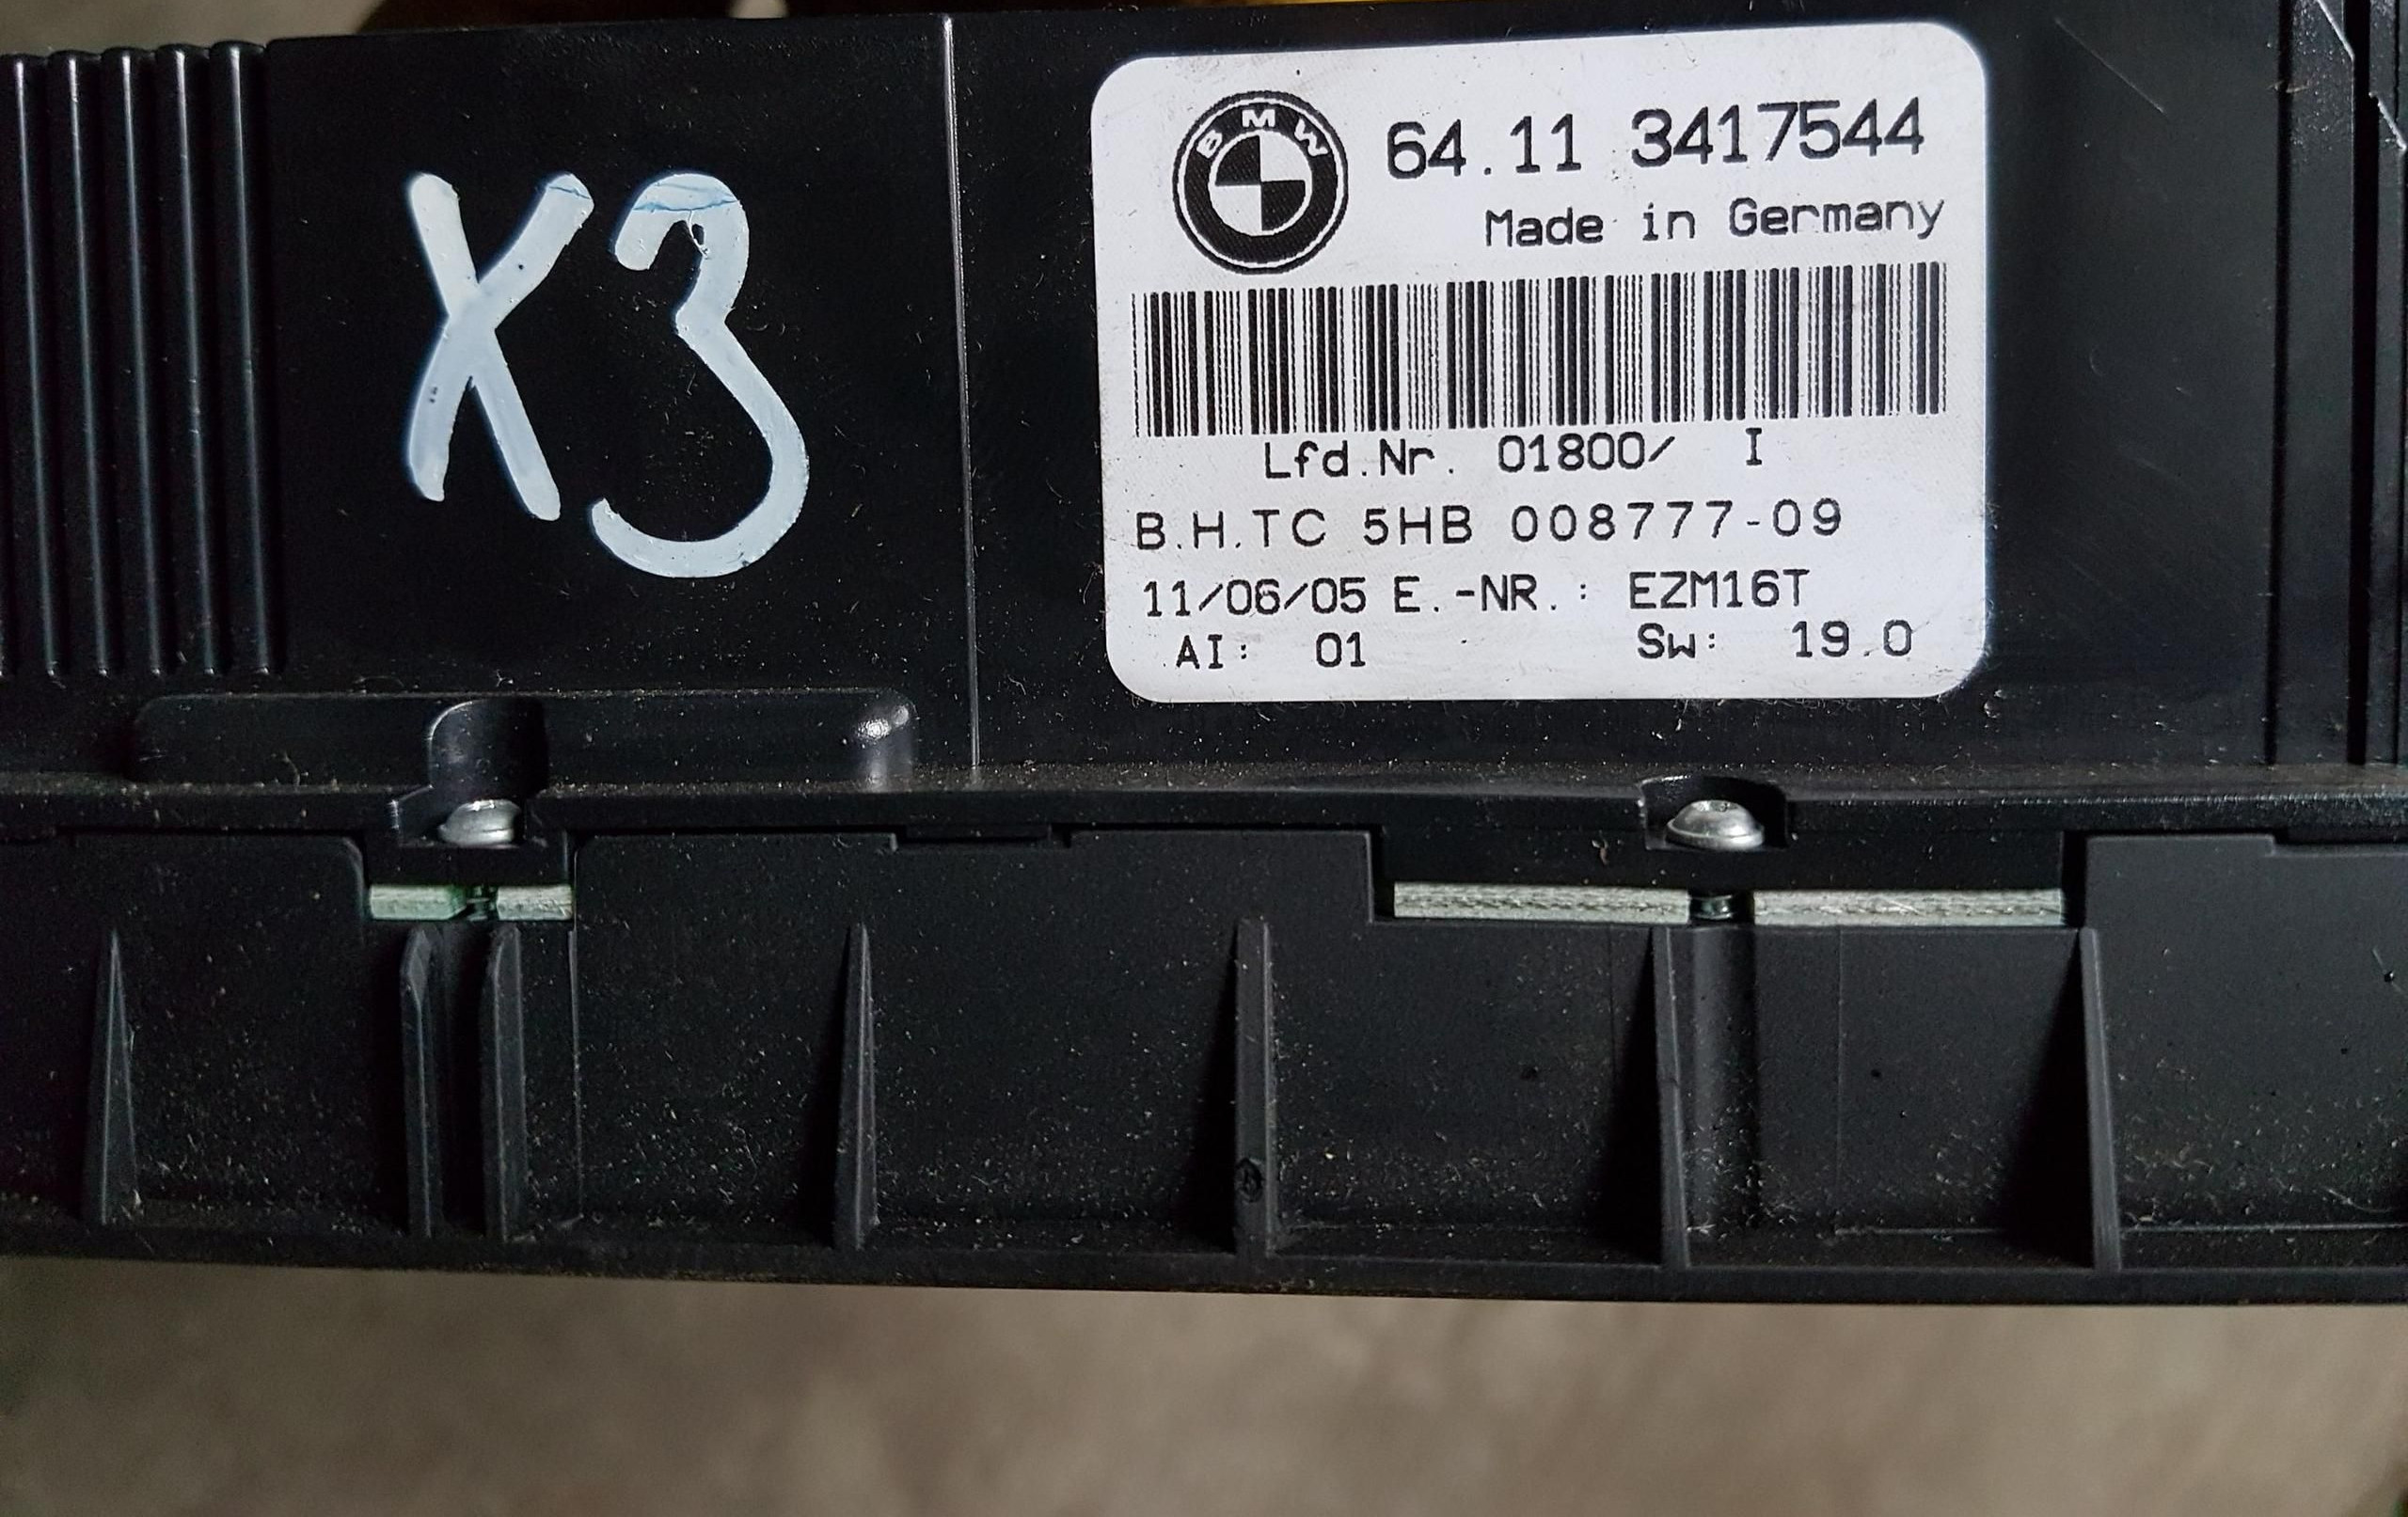 X3
BMW
64.11 3417544
Made in Germany
Lfd.Nr. 01800/ I
B.H.TC 5HB 008777-09
11/06/05 E.-NR.: EZM16T
AI: 01 Sw: 19.0